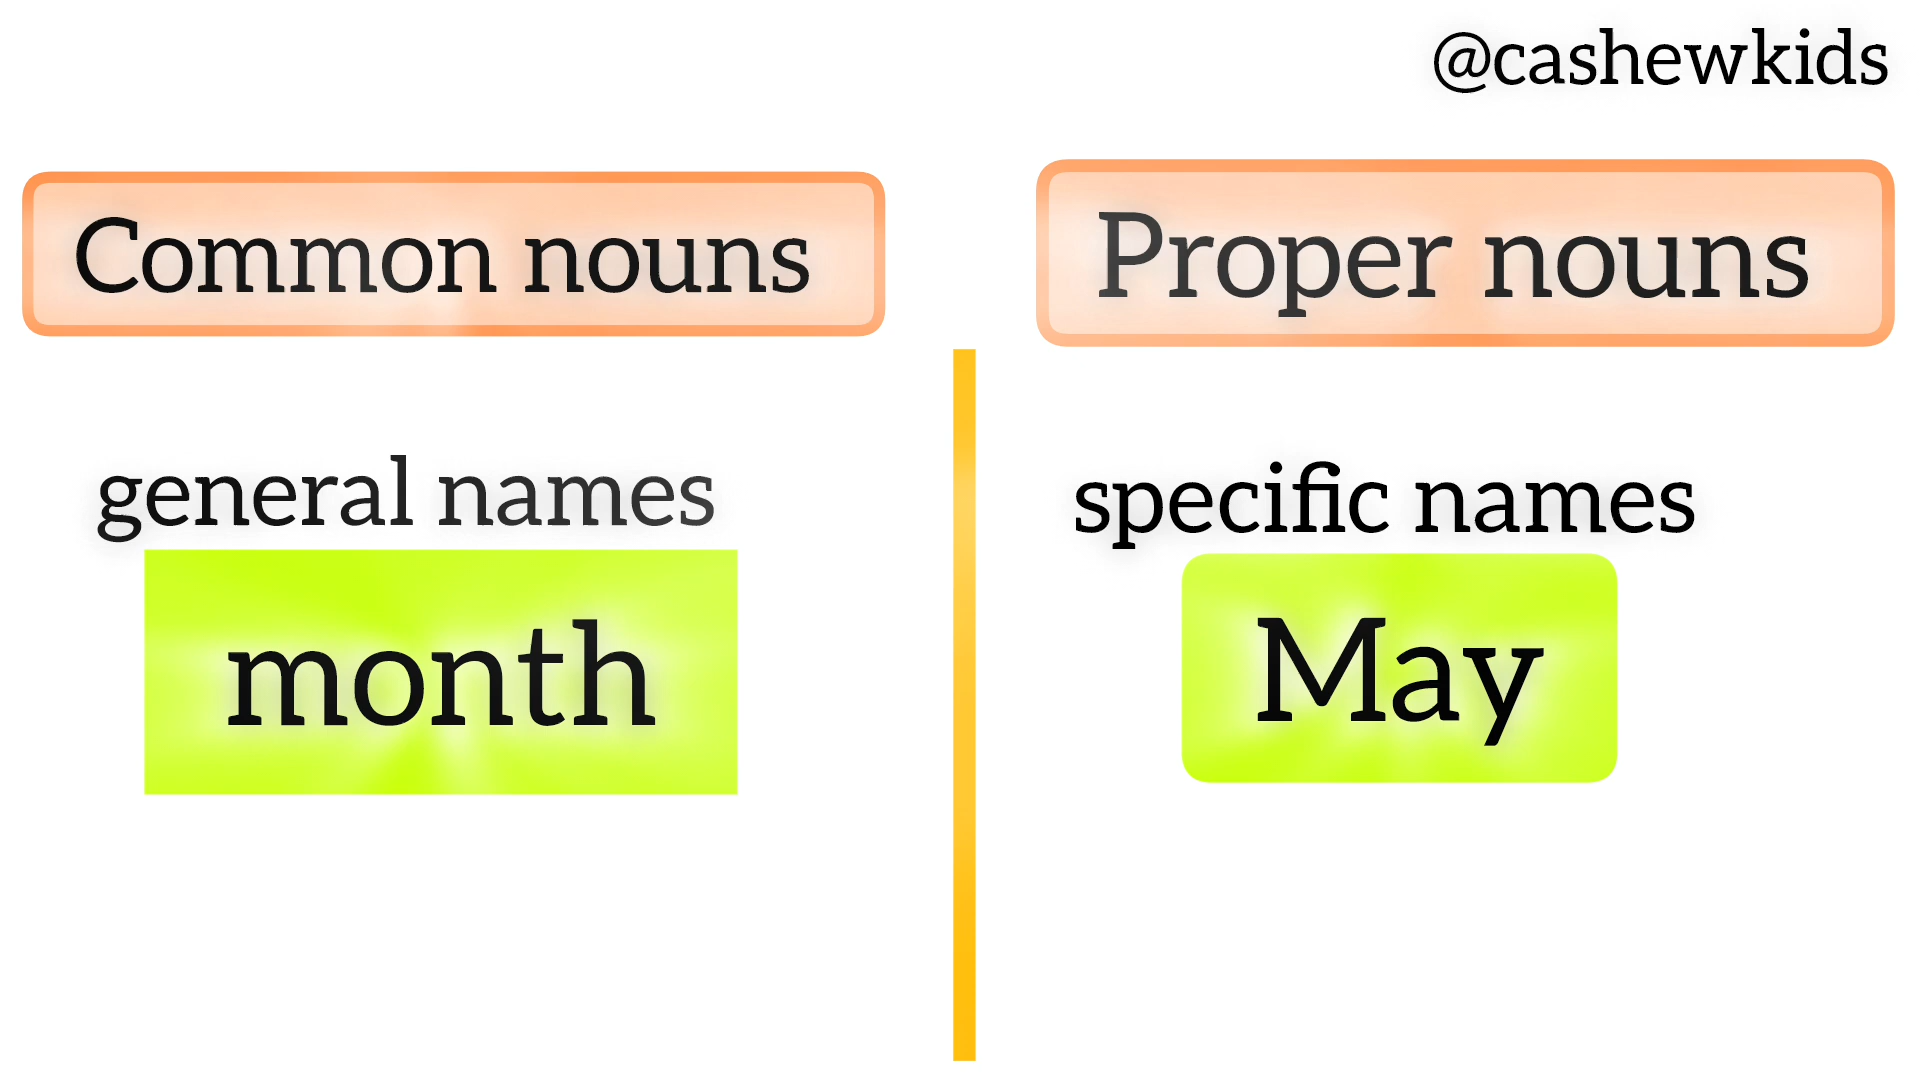 @cashewkids
Common nouns
Proper nouns
general names
specific names
month
May